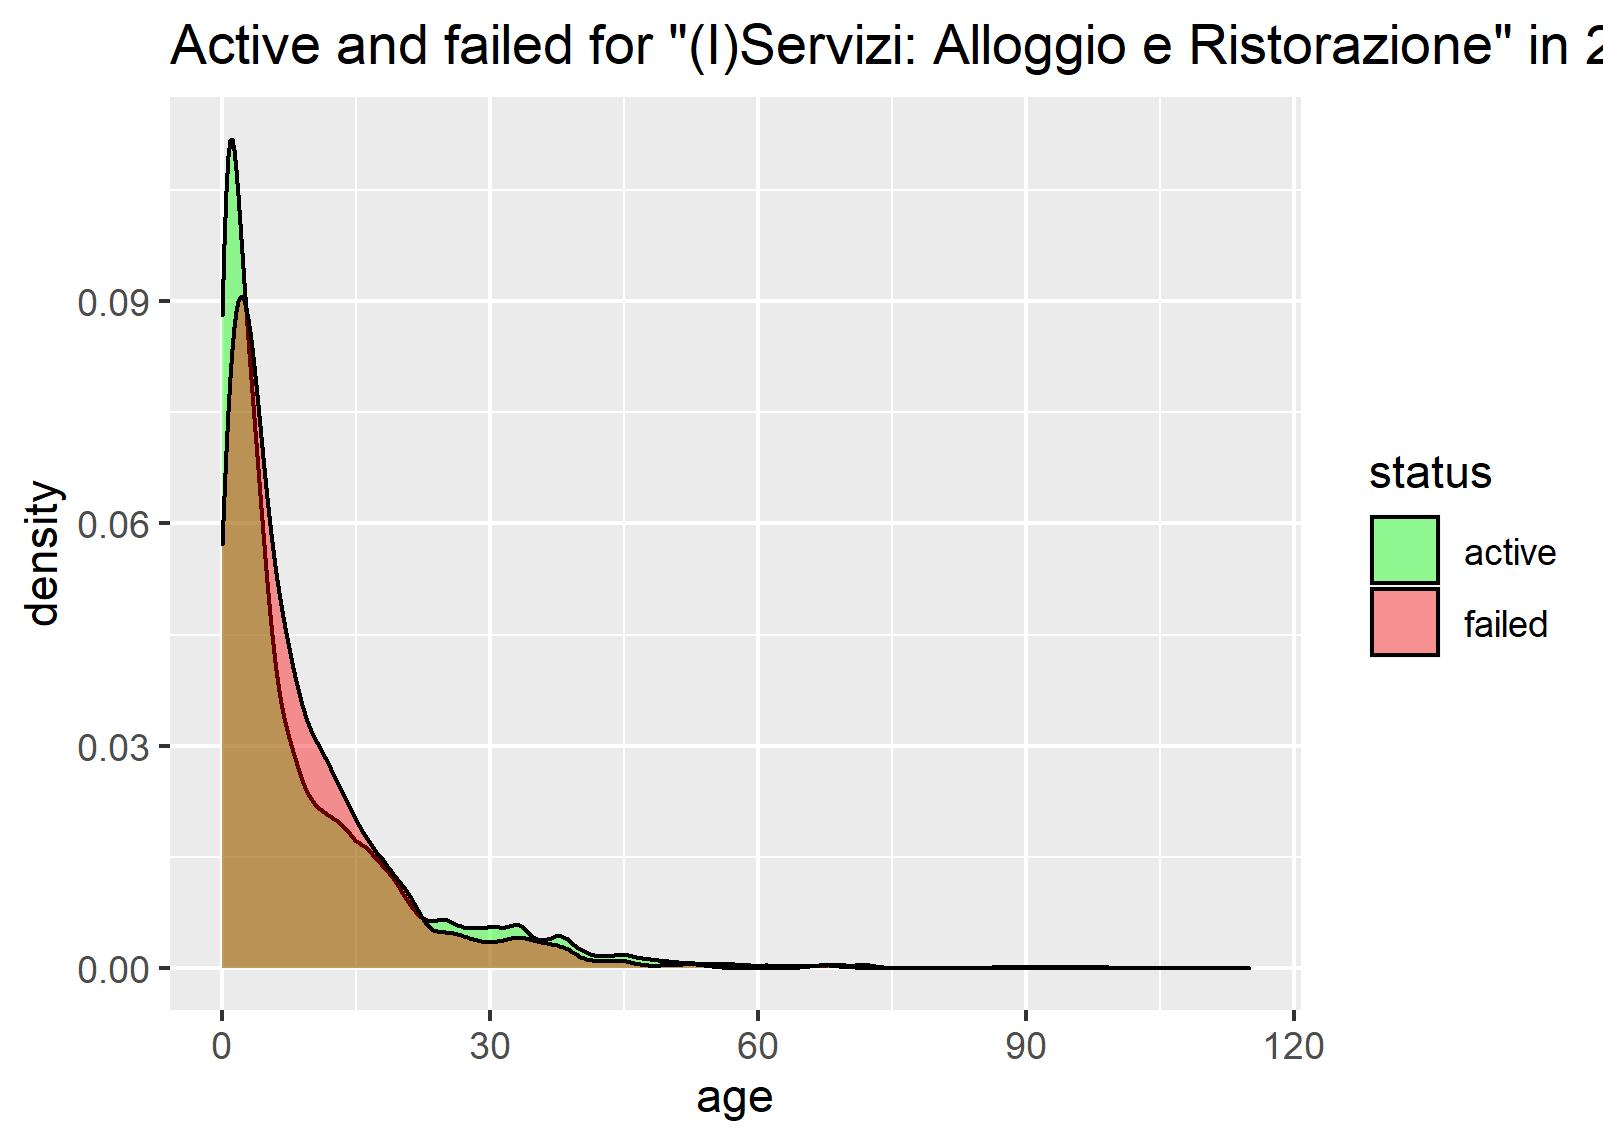 Active and failed for "(I)Servizi: Alloggio e Ristorazione" in 2
density
0.09
0.06
0.03
0.00
0
30
60
90
120
age
status
active
failed